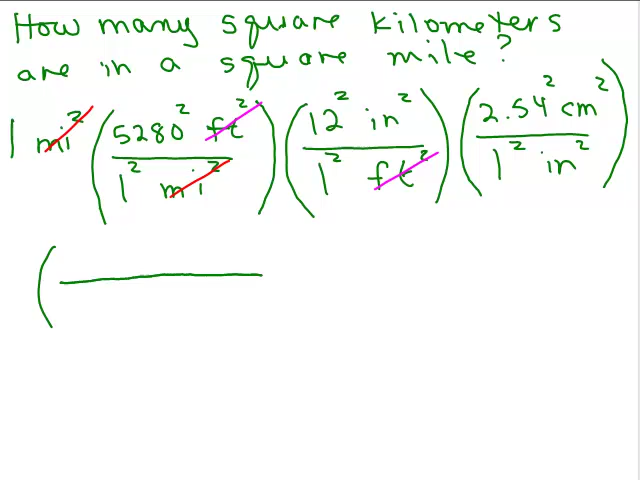 How many square kilometers
are in a square mile?
1 mi² (5280² ft² / 1² mi²) (12² in² / 1² ft²) (2.54² cm² / 1² in²)
(